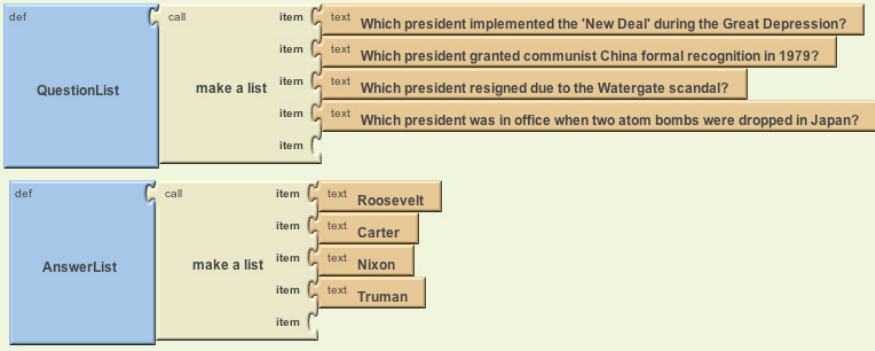 def call item text Which president implemented the 'New Deal' during the Great Depression?
item text Which president granted communist China formal recognition in 1979?
QuestionList make a list item text Which president resigned due to the Watergate scandal?
item text Which president was in office when two atom bombs were dropped in Japan?
item
def call item text Roosevelt
item text Carter
AnswerList make a list item text Nixon
item text Truman
item